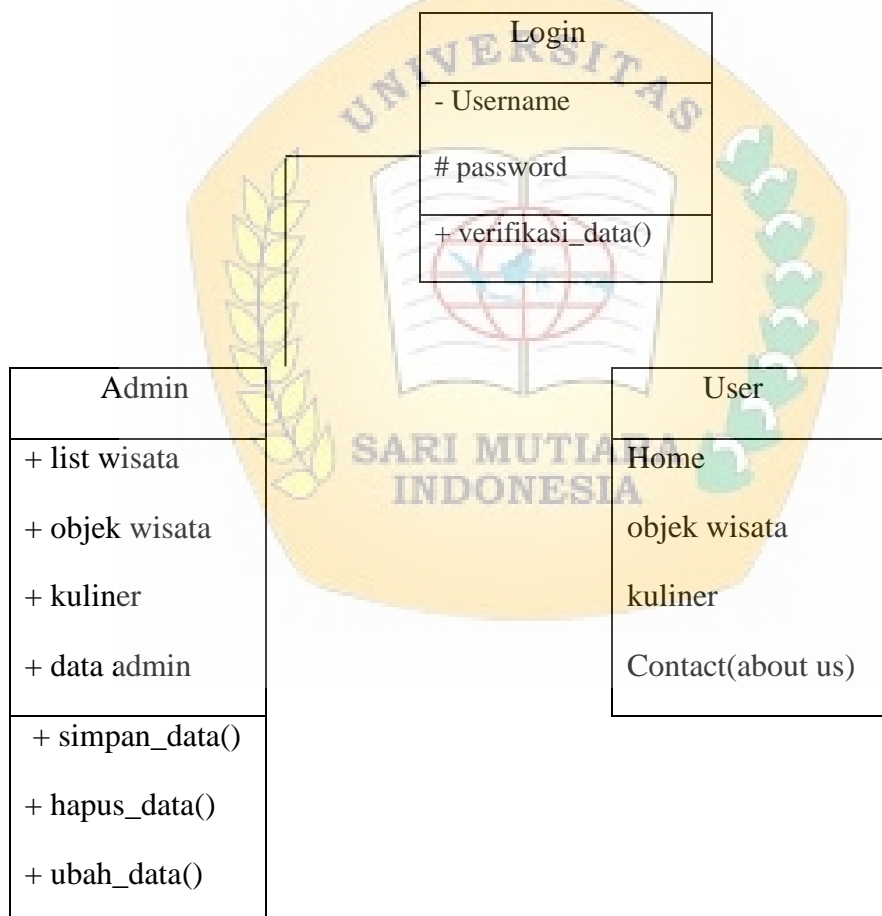 Login
- Username
# password
+ verifikasi_data()
UNIVERSITAS
SARI MUTIARA
INDONESIA
Admin
+ list wisata
+ objek wisata
+ kuliner
+ data admin
+ simpan_data()
+ hapus_data()
+ ubah_data()
User
Home
objek wisata
kuliner
Contact(about us)